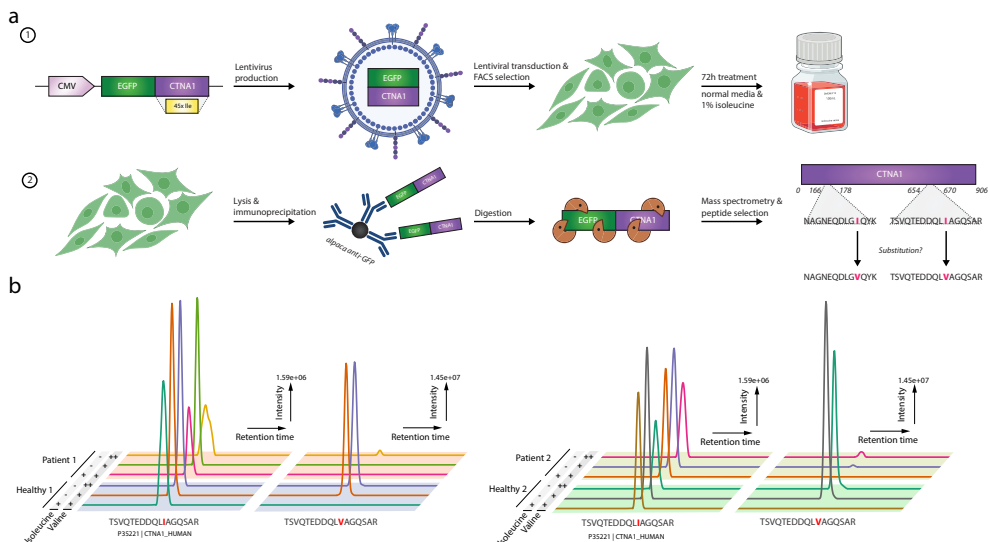 a
1
CMV
EGFP
CTNA1
45x Ile
Lentivirus
production
EGFP
CTNA1
Lentiviral transduction &
FACS selection
72h treatment
normal media &
1% isoleucine
2
Lysis &
immunoprecipitation
EGFP
CTNA1
EGFP
CTNA1
alpaca anti-GFP
Digestion
EGFP
CTNA1
Mass spectrometry &
peptide selection
CTNA1
0 166 178 654 670 906
NAGNEQDLGIQYK TSVQTEDDQLIAGQSAR
Substitution?
NAGNEQDLGVQYK TSVQTEDDQLVAGQSAR
b
1.59e+06
Intensity
Retention time
1.45e+07
Intensity
Retention time
Patient 1
Healthy 1
Isoleucine
Valine
TSVQTEDDQLIAGQSAR
P35221 | CTNA1_HUMAN
TSVQTEDDQLVAGQSAR
1.59e+06
Intensity
Retention time
1.45e+07
Intensity
Retention time
Patient 2
Healthy 2
Isoleucine
Valine
TSVQTEDDQLIAGQSAR
P35221 | CTNA1_HUMAN
TSVQTEDDQLVAGQSAR